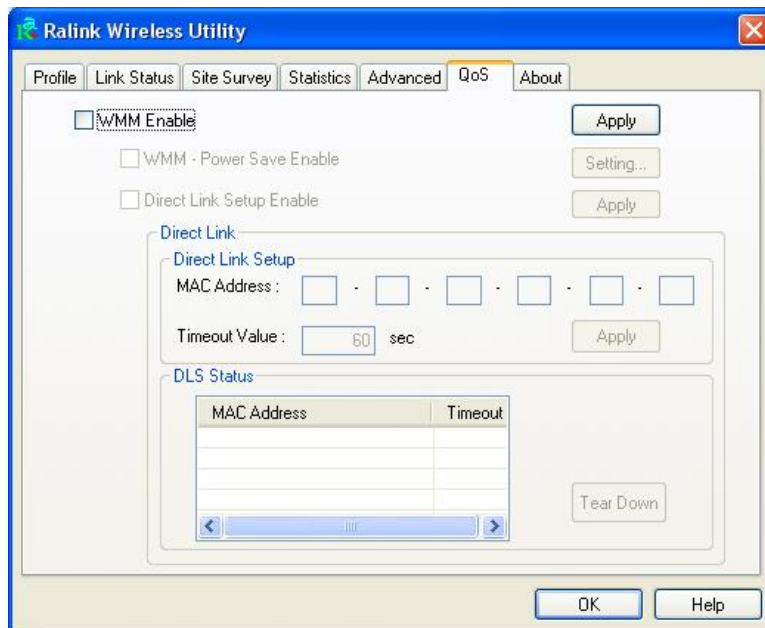 Ralink Wireless Utility
Profile Link Status Site Survey Statistics Advanced QoS About
WMM Enable Apply
WMM - Power Save Enable Setting...
Direct Link Setup Enable Apply
Direct Link
Direct Link Setup
MAC Address : - - - - -
Timeout Value : 60 sec Apply
DLS Status
MAC Address Timeout
Tear Down
OK Help